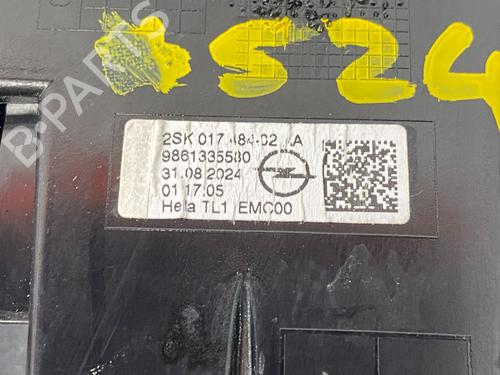 S24
B-PARTS
2SK 017 484-02
9861335580
31.08.2024
01 17:05
Hella TL1 EMC00